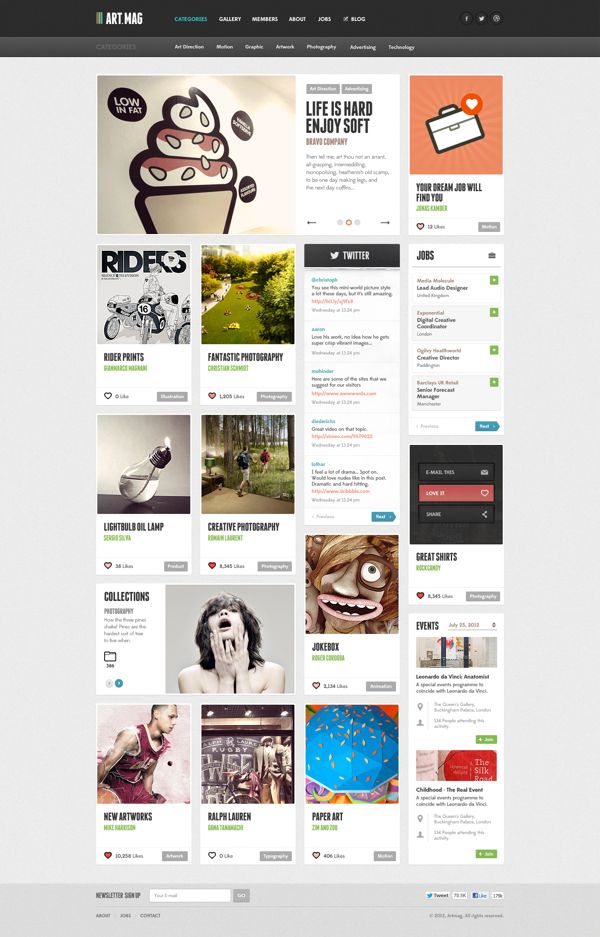 ART.MAG
CATEGORIES GALLERY MEMBERS ABOUT JOBS BLOG
CATEGORIES
Art Direction Motion Graphic Artwork Photography Advertising Technology
LOW
IN FAT
VANILLA
SOFTSERVE
ASSORTED
FLAVOURS
Art Direction Advertising
LIFE IS HARD
ENJOY SOFT
BRAVO COMPANY
Then tell me, art thou not an arrant,
all-grasping, intermeddling,
monopolising, heathenish old scamp,
to be one day making legs, and
the next day coffins...
YOUR DREAM JOB WILL
FIND YOU
JONAS KAMBER
12 Likes Motion
RIDERS
16
RIDER PRINTS
GIANMARCO MAGNANI
0 Like Illustration
FANTASTIC PHOTOGRAPHY
CHRISTIAN SCHMIDT
1,205 Likes Photography
TWITTER
@christoph
You see this mini-world picture style
a lot these days, but it's still amazing.
Wednesday at 13:24 pm
aaron
Love his work, no idea how he gets
super crisp vibrant images...
Wednesday at 13:24 pm
mohinder
Here are some of the sites that we
suggest for our visitors
http://www.awwwards.com
Wednesday at 13:24 pm
diederichs
Great video on that topic.
Wednesday at 13:24 pm
lothar
I feel a lot of drama... Spot on.
Would love nudes like in this post.
Dramatic and hard hitting.
http://www.dribbble.com
Wednesday at 13:24 pm
Previous Next
JOBS
Media Molecule
Lead Audio Designer
United Kingdom
Exponential
Digital Creative
Coordinator
London
Ogilvy Healthworld
Creative Director
Paddington
Barclays UK Retail
Senior Forecast
Manager
Manchester
Previous Next
LIGHTBULB OIL LAMP
SERGIO SILVA
38 Likes Product
CREATIVE PHOTOGRAPHY
ROMAIN LAURENT
8,345 Likes Photography
E-MAIL THIS
LOVE IT
SHARE
GREAT SHIRTS
ROCKCANDY
8,345 Likes Photography
COLLECTIONS
PHOTOGRAPHY
How the three pines
shake! Pines are the
hardest sort of tree
to live when.
386
JOKEBOX
ROGER CORDOBA
2,134 Likes Animation
EVENTS July 25, 2012
Leonardo da Vinci: Anatomist
A special events programme to
coincide with Leonardo da Vinci.
The Queen's Gallery,
Buckingham Palace, London
134 People attending this
activity.
Join
The
Silk
Road
Childhood - The Real Event
A special events programme to
coincide with Leonardo da Vinci.
The Queen's Gallery,
Buckingham Palace, London
134 People attending this
activity.
Join
NEW ARTWORKS
MIKE HARRISON
10,258 Likes Artwork
RALPH LAUREN
RUGBY
RALPH LAUREN
DANA TANAMACHI
0 Like Typography
PAPER ART
ZIM AND ZOU
406 Likes Motion
NEWSLETTER SIGN UP Your E-mail GO
Tweet 79.5K Like 179k
ABOUT JOBS CONTACT
© 2012, Artmag. All rights reserved.